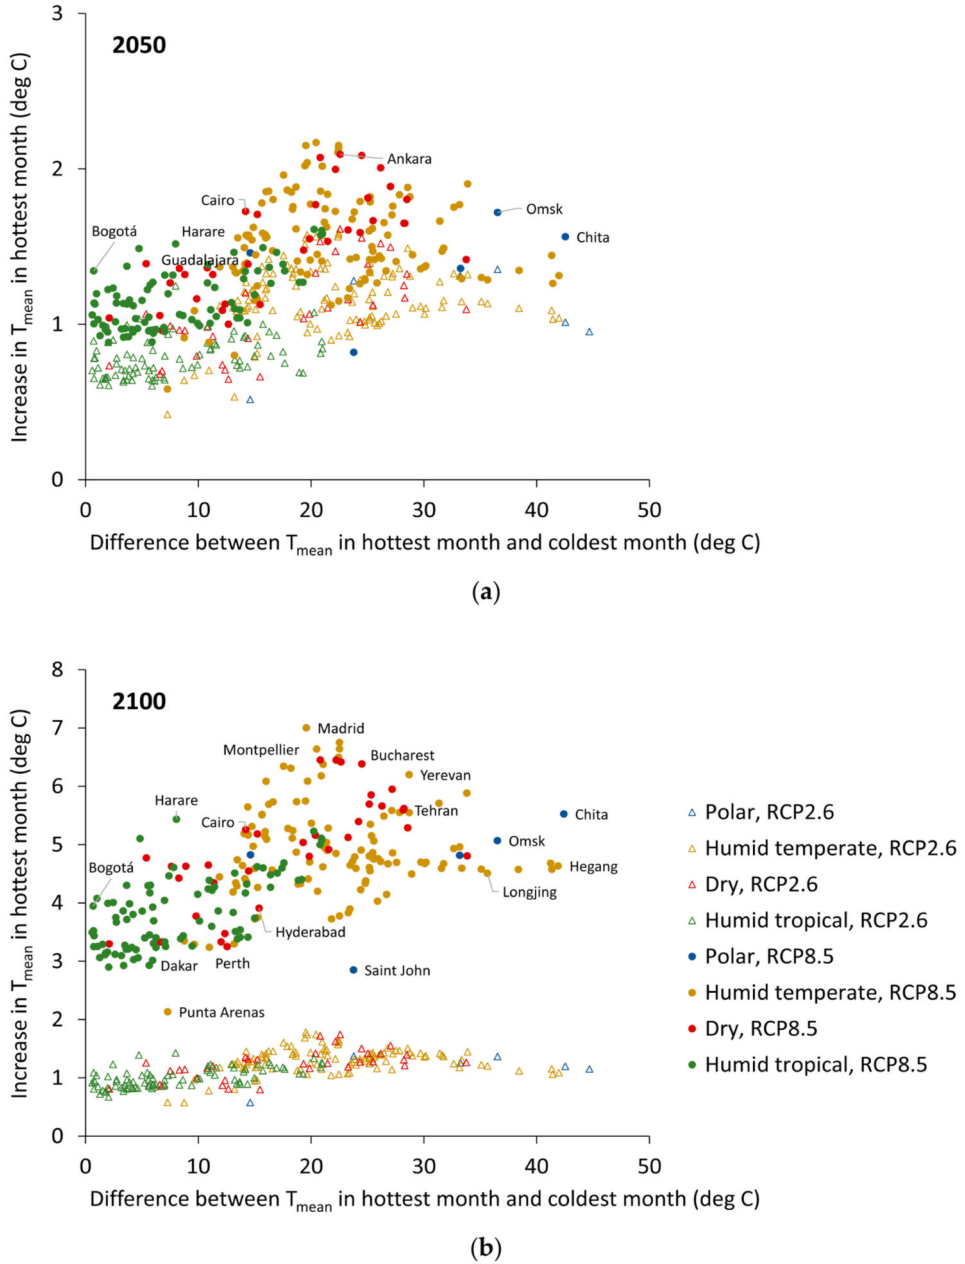 3
2050
Ankara
2
Cairo
Omsk
Bogotá
Harare
Chita
Guadalajara
1
0
0 10 20 30 40 50
Increase in Tmean in hottest month (deg C)
Difference between Tmean in hottest month and coldest month (deg C)
(a)
8
2100
7
Madrid
Montpellier
Bucharest
6
Yerevan
Harare
Tehran
Chita
Cairo
5
Omsk
Bogotá
Hegang
4
Longjing
Hyderabad
3
Dakar
Perth
Saint John
Punta Arenas
2
1
0
0 10 20 30 40 50
Increase in Tmean in hottest month (deg C)
Difference between Tmean in hottest month and coldest month (deg C)
Polar, RCP2.6
Humid temperate, RCP2.6
Dry, RCP2.6
Humid tropical, RCP2.6
Polar, RCP8.5
Humid temperate, RCP8.5
Dry, RCP8.5
Humid tropical, RCP8.5
(b)